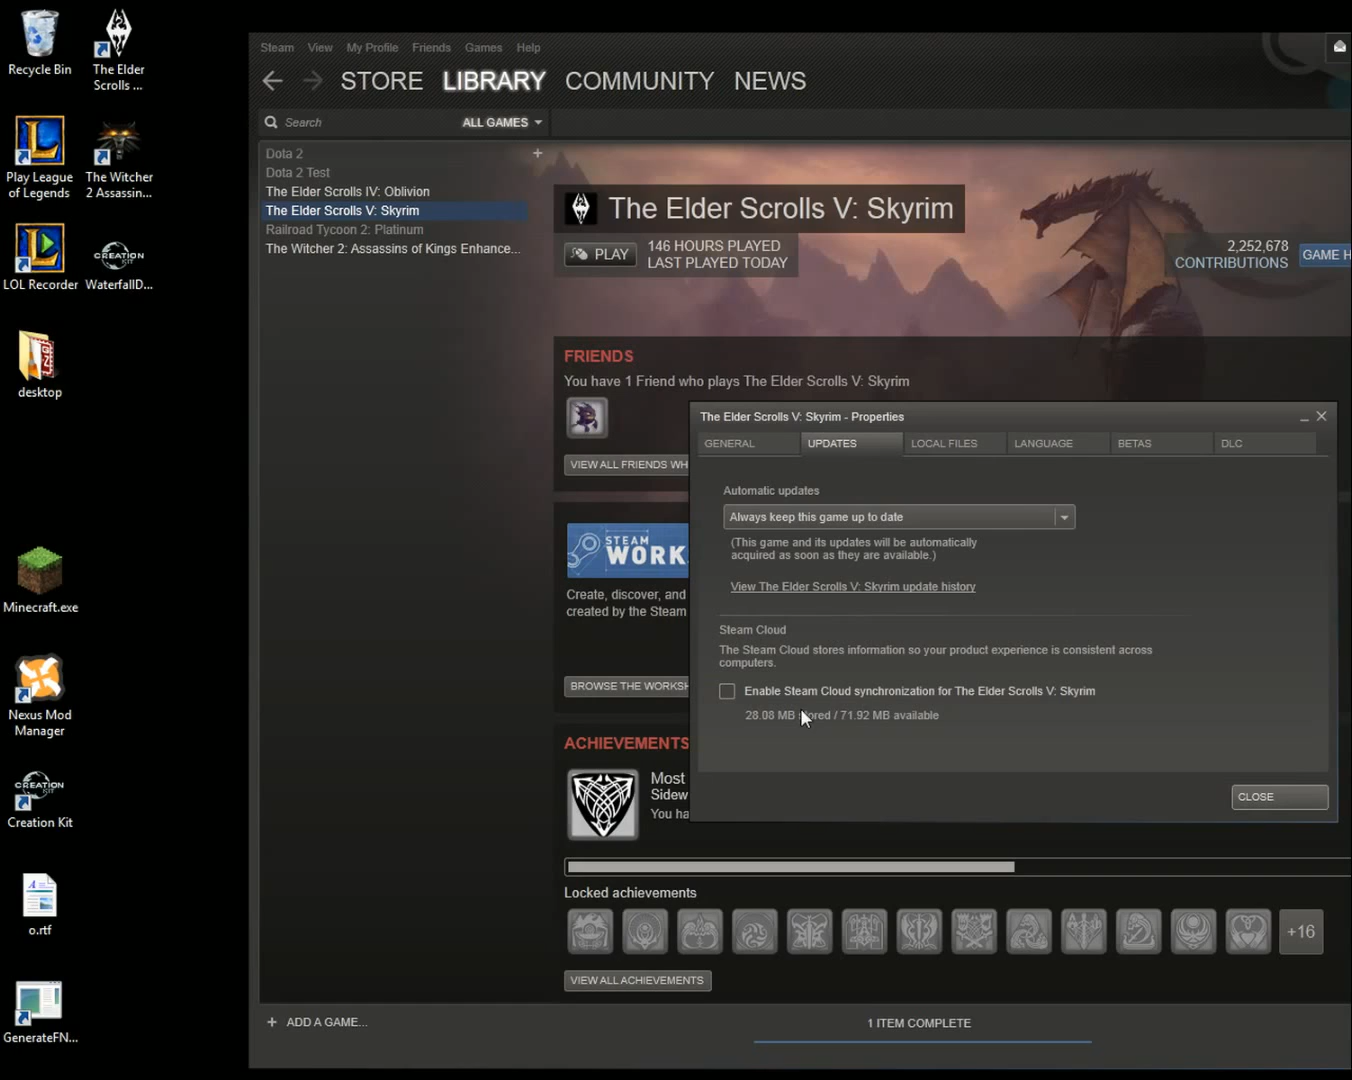 Recycle Bin
The Elder
Scrolls ...
Play League
of Legends
The Witcher
2 Assassin...
LOL Recorder
CREATION
KIT
WaterfallD...
desktop
Minecraft.exe
Nexus Mod
Manager
CREATION
KIT
Creation Kit
o.rtf
GenerateFN...
Steam View My Profile Friends Games Help
STORE LIBRARY COMMUNITY NEWS
Search ALL GAMES
Dota 2
Dota 2 Test
The Elder Scrolls IV: Oblivion
The Elder Scrolls V: Skyrim
Railroad Tycoon 2: Platinum
The Witcher 2: Assassins of Kings Enhance...
The Elder Scrolls V: Skyrim
PLAY
146 HOURS PLAYED
LAST PLAYED TODAY
2,252,678
CONTRIBUTIONS
GAME H
FRIENDS
You have 1 Friend who plays The Elder Scrolls V: Skyrim
VIEW ALL FRIENDS WH
STEAM
WORK
Create, discover, and
created by the Steam
BROWSE THE WORKSH
ACHIEVEMENTS
Most
Sidew
You ha
Locked achievements
+16
VIEW ALL ACHIEVEMENTS
The Elder Scrolls V: Skyrim - Properties
GENERAL UPDATES LOCAL FILES LANGUAGE BETAS DLC
Automatic updates
Always keep this game up to date
(This game and its updates will be automatically
acquired as soon as they are available.)
View The Elder Scrolls V: Skyrim update history
Steam Cloud
The Steam Cloud stores information so your product experience is consistent across
computers.
Enable Steam Cloud synchronization for The Elder Scrolls V: Skyrim
28.08 MB stored / 71.92 MB available
CLOSE
+ ADD A GAME...
1 ITEM COMPLETE